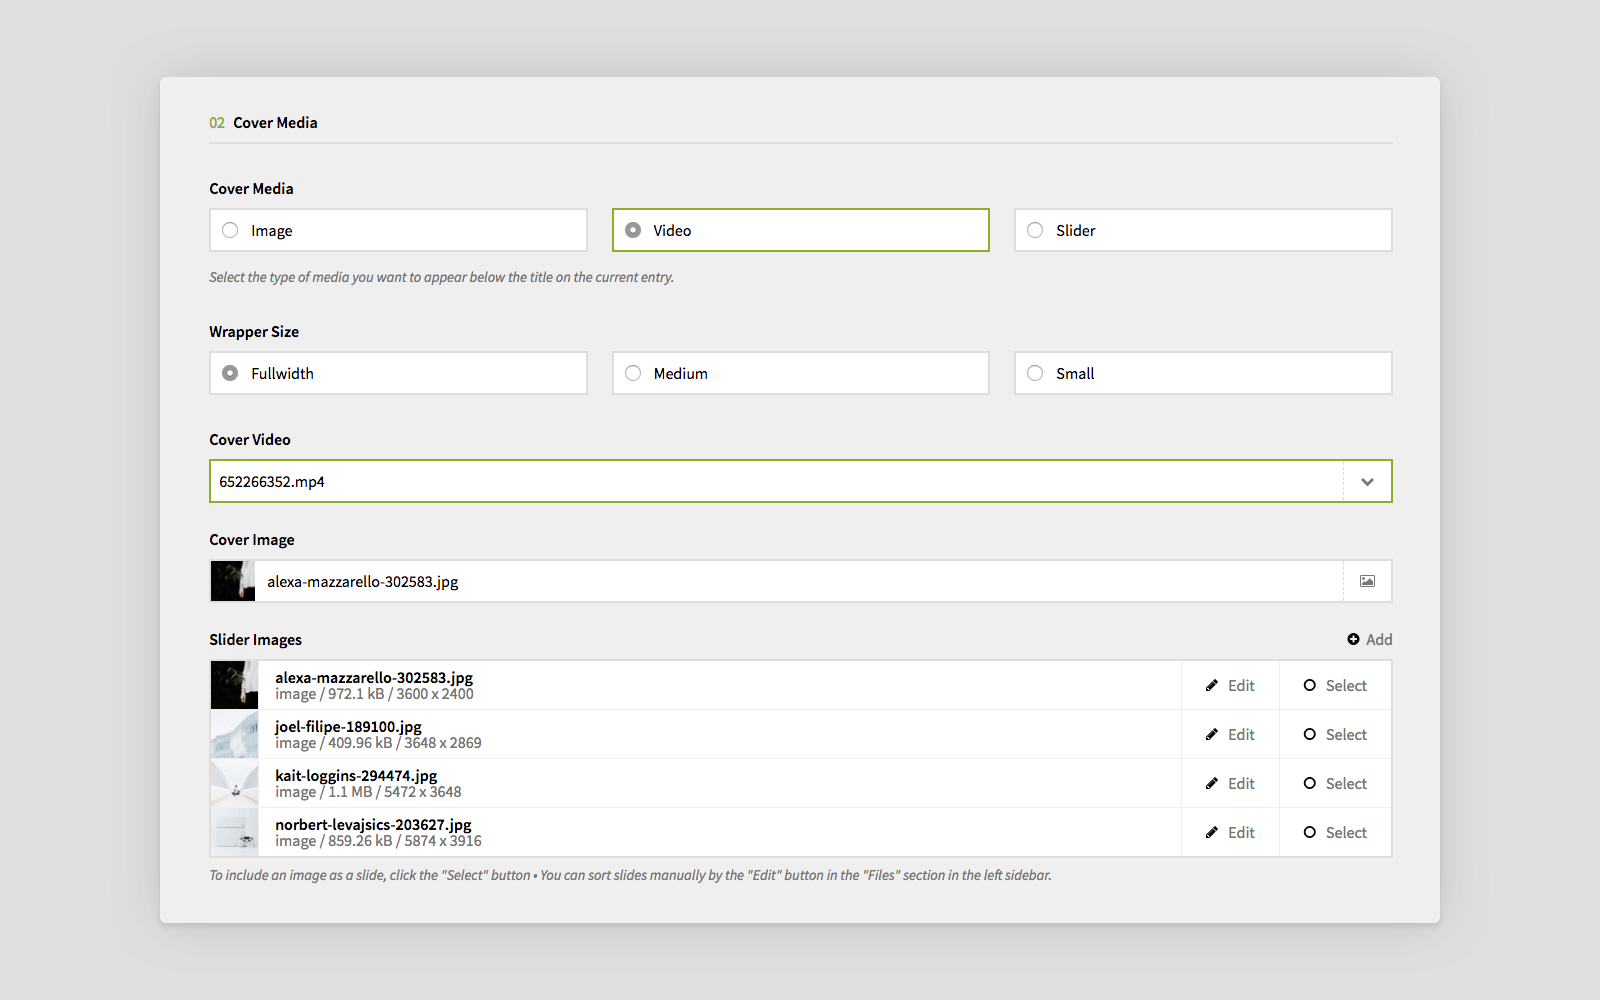 02 Cover Media
Cover Media
Image Video Slider
Select the type of media you want to appear below the title on the current entry.
Wrapper Size
Fullwidth Medium Small
Cover Video
652266352.mp4
Cover Image
alexa-mazzarello-302583.jpg
Slider Images Add
alexa-mazzarello-302583.jpg
image / 972.1 kB / 3600 x 2400
Edit Select
joel-filipe-189100.jpg
image / 409.96 kB / 3648 x 2869
Edit Select
kait-loggins-294474.jpg
image / 1.1 MB / 5472 x 3648
Edit Select
norbert-levajsics-203627.jpg
image / 859.26 kB / 5874 x 3916
Edit Select
To include an image as a slide, click the "Select" button • You can sort slides manually by the "Edit" button in the "Files" section in the left sidebar.